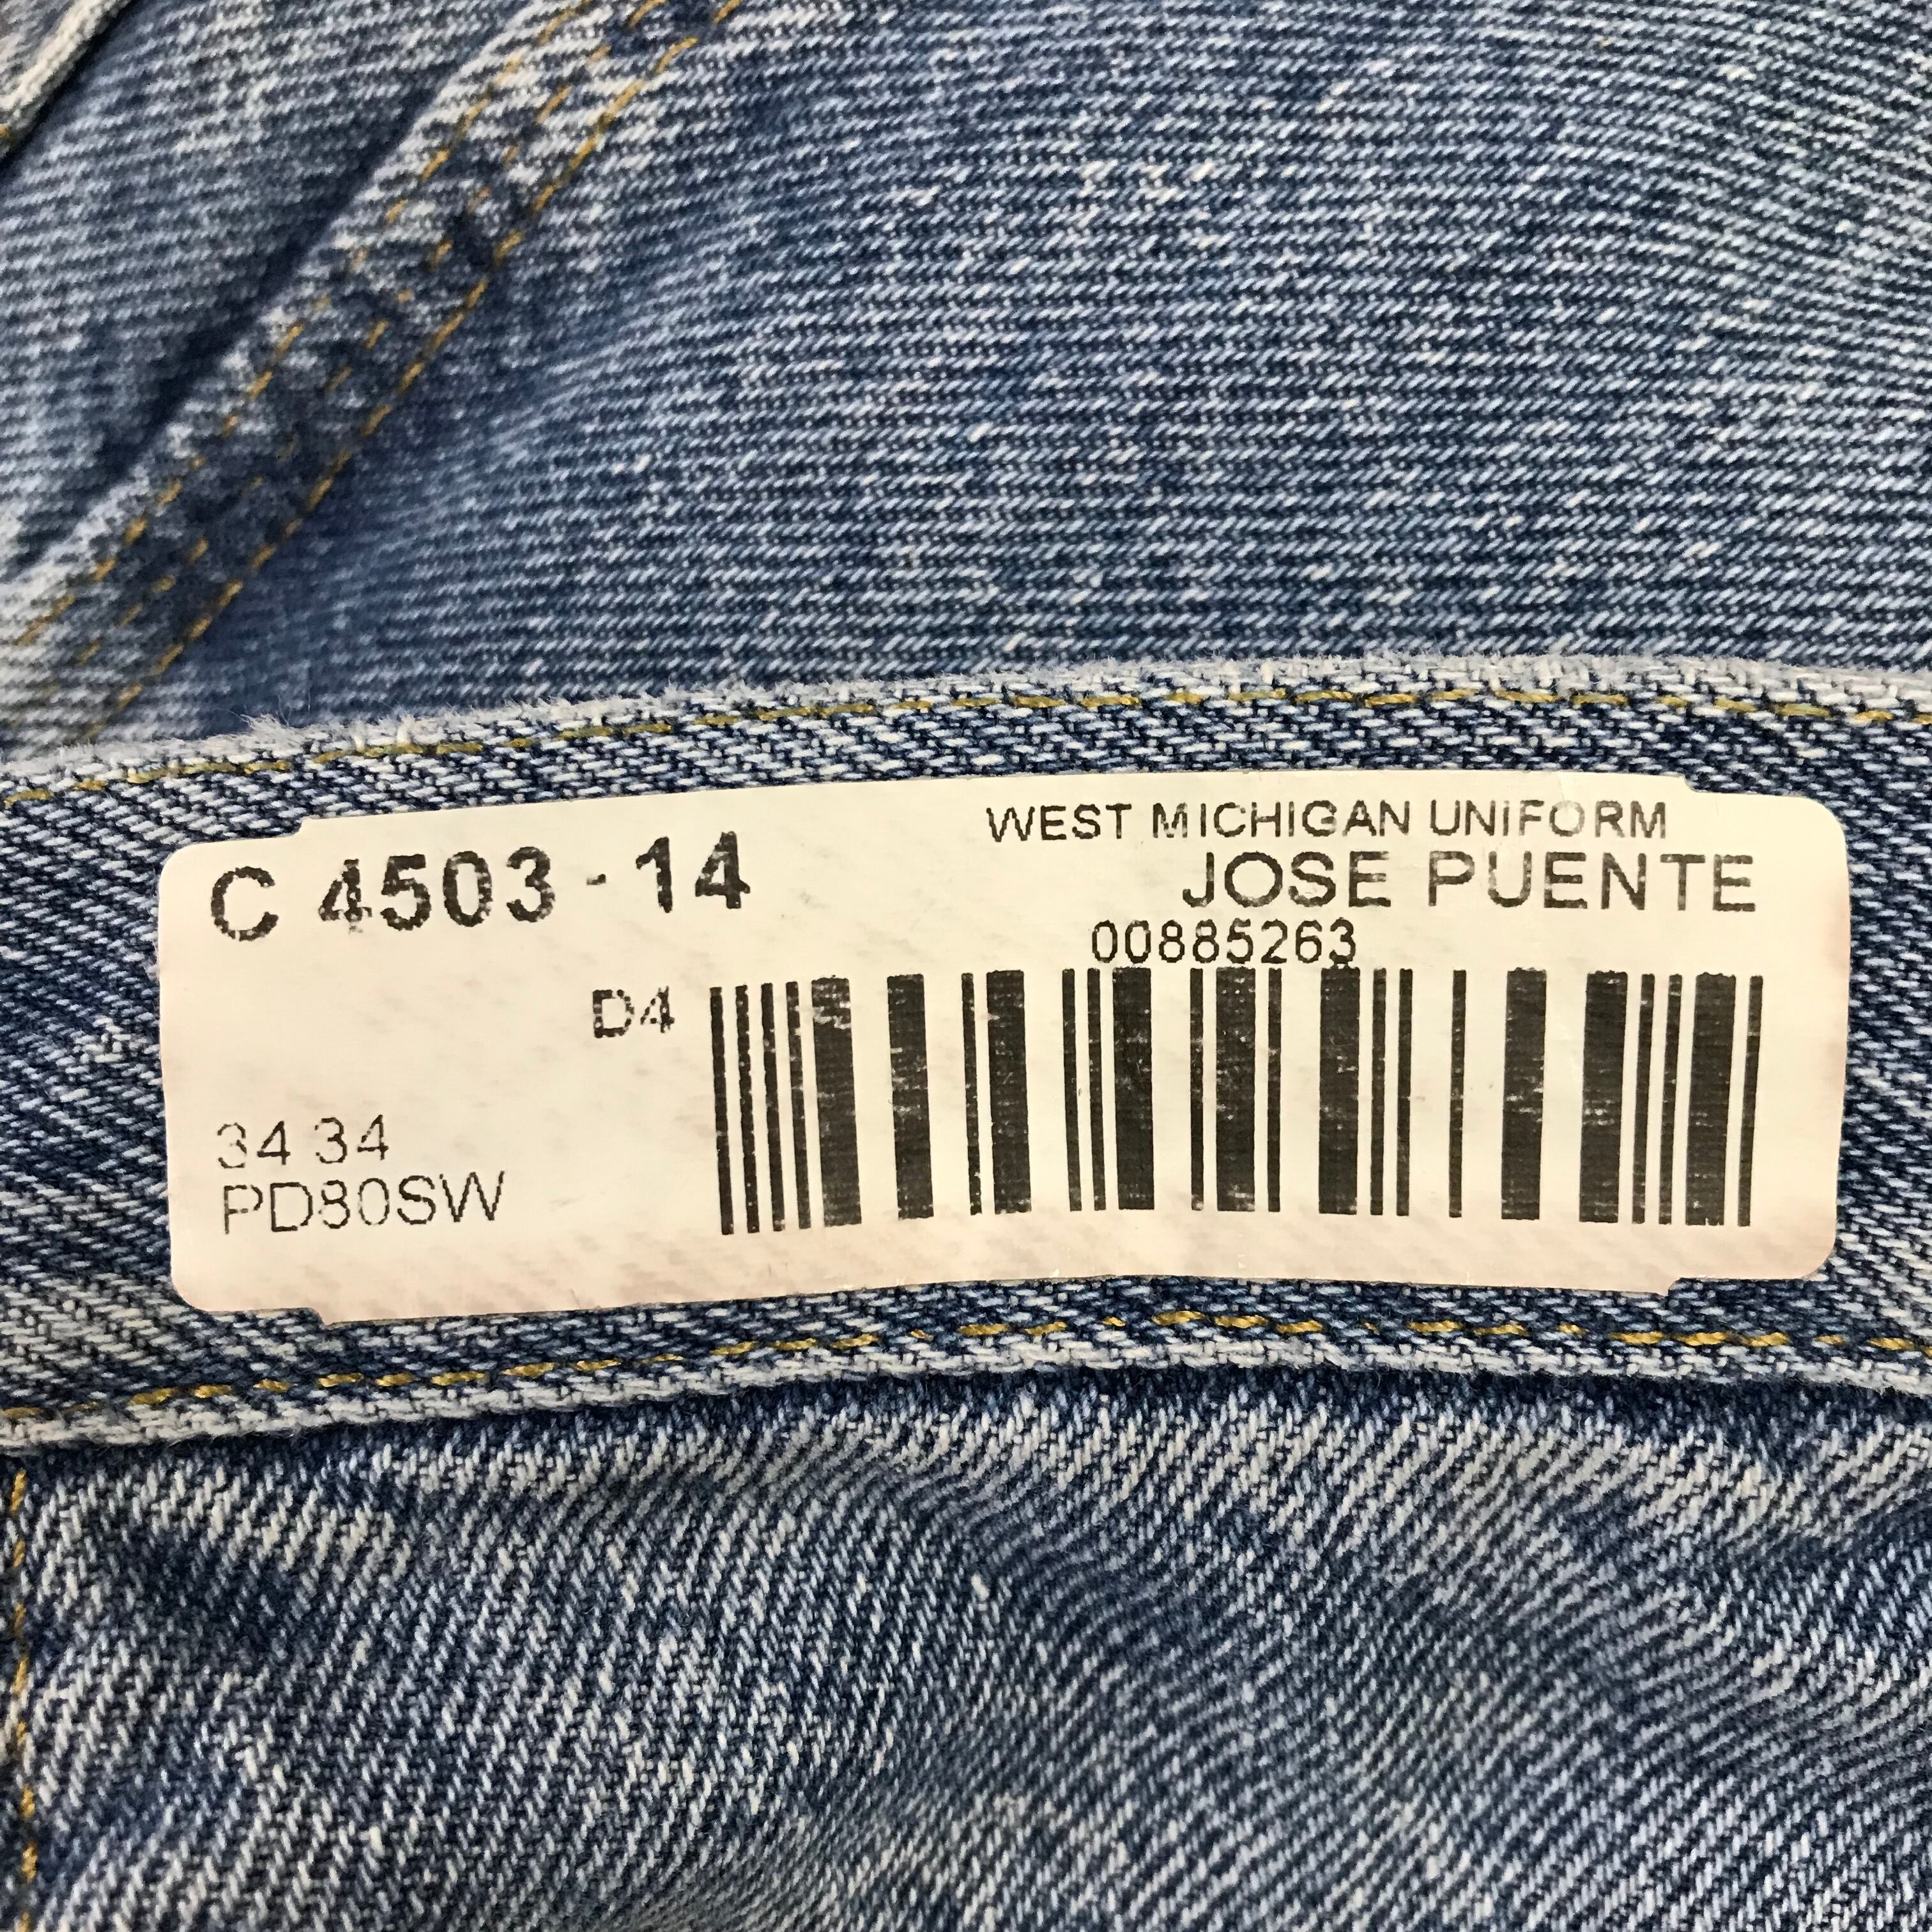 WEST MICHIGAN UNIFORM
C 4503 - 14
JOSE PUENTE
00885263
D4
34 34
PD80SW